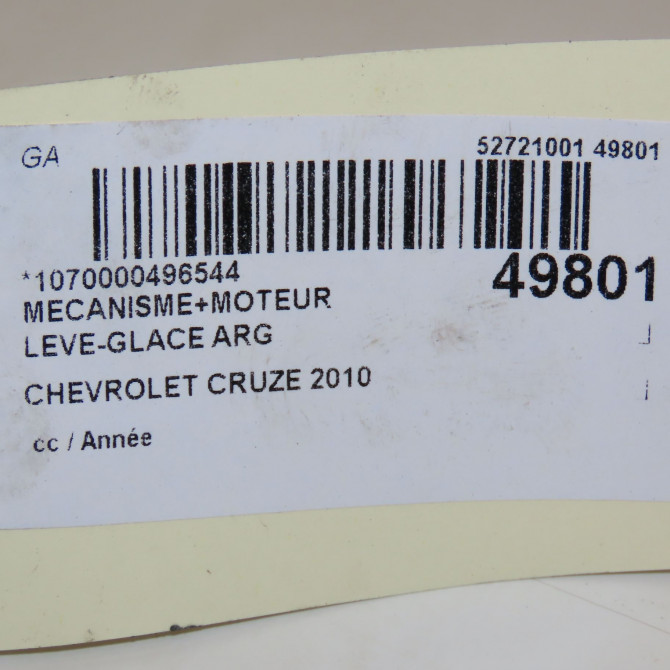 GA
52721001 49801
*1070000496544
49801
MECANISME+MOTEUR
LEVE-GLACE ARG
CHEVROLET CRUZE 2010
cc / Année